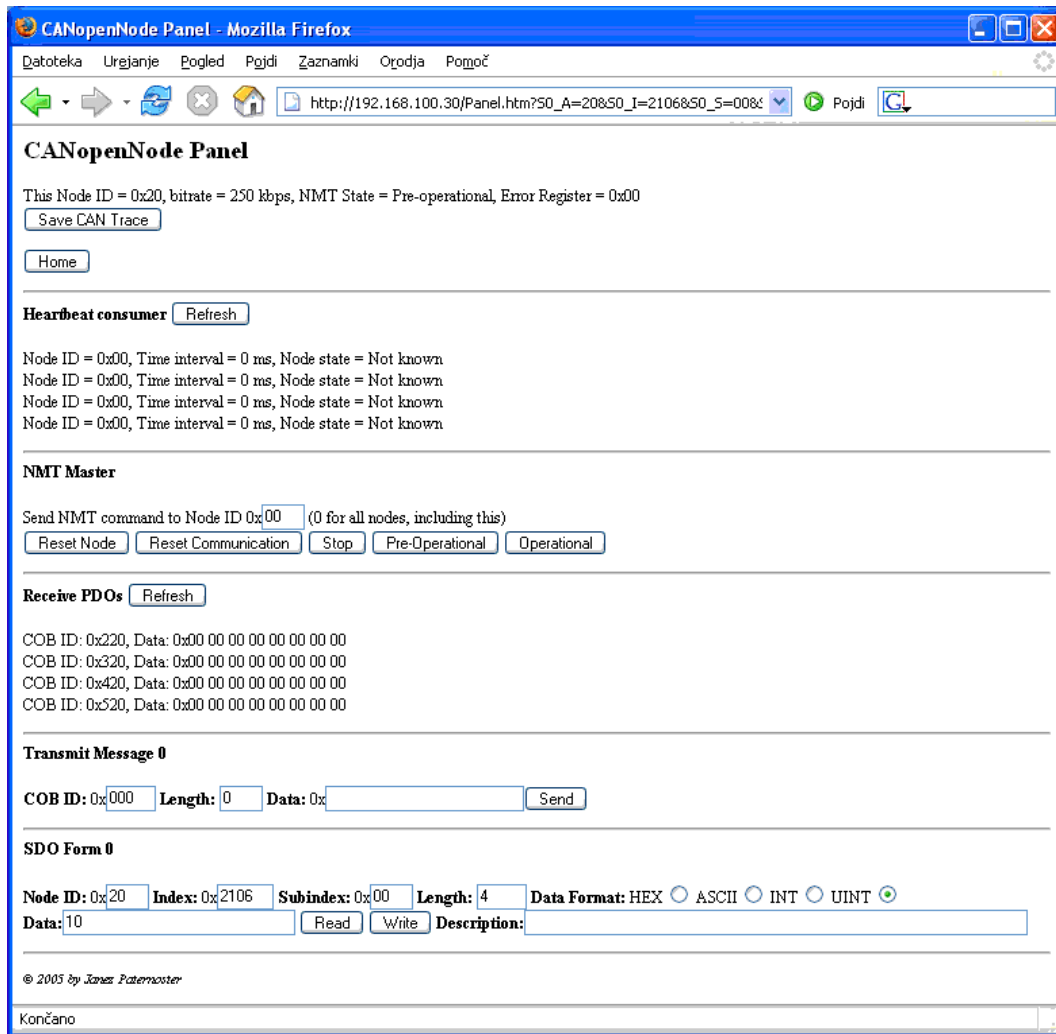 CANopenNode Panel - Mozilla Firefox
Datoteka Urejanje Pogled Pojdi Zaznamki Orodja Pomoč
http://192.168.100.30/Panel.htm?S0_A=20&S0_I=2106&S0_S=00& Pojdi G
CANopenNode Panel
This Node ID = 0x20, bitrate = 250 kbps, NMT State = Pre-operational, Error Register = 0x00
Save CAN Trace
Home
Heartbeat consumer Refresh
Node ID = 0x00, Time interval = 0 ms, Node state = Not known
Node ID = 0x00, Time interval = 0 ms, Node state = Not known
Node ID = 0x00, Time interval = 0 ms, Node state = Not known
Node ID = 0x00, Time interval = 0 ms, Node state = Not known
NMT Master
Send NMT command to Node ID 0x 00 (0 for all nodes, including this)
Reset Node Reset Communication Stop Pre-Operational Operational
Receive PDOs Refresh
COB ID: 0x220, Data: 0x00 00 00 00 00 00 00 00
COB ID: 0x320, Data: 0x00 00 00 00 00 00 00 00
COB ID: 0x420, Data: 0x00 00 00 00 00 00 00 00
COB ID: 0x520, Data: 0x00 00 00 00 00 00 00 00
Transmit Message 0
COB ID: 0x 000 Length: 0 Data: 0x Send
SDO Form 0
Node ID: 0x 20 Index: 0x 2106 Subindex: 0x 00 Length: 4 Data Format: HEX ASCII INT UINT
Data: 10 Read Write Description:
© 2005 by Janez Paternoster
Končano